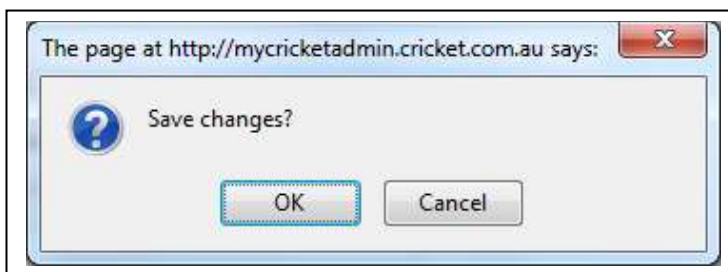 The page at http://mycricketadmin.cricket.com.au says:
Save changes?
OK
Cancel